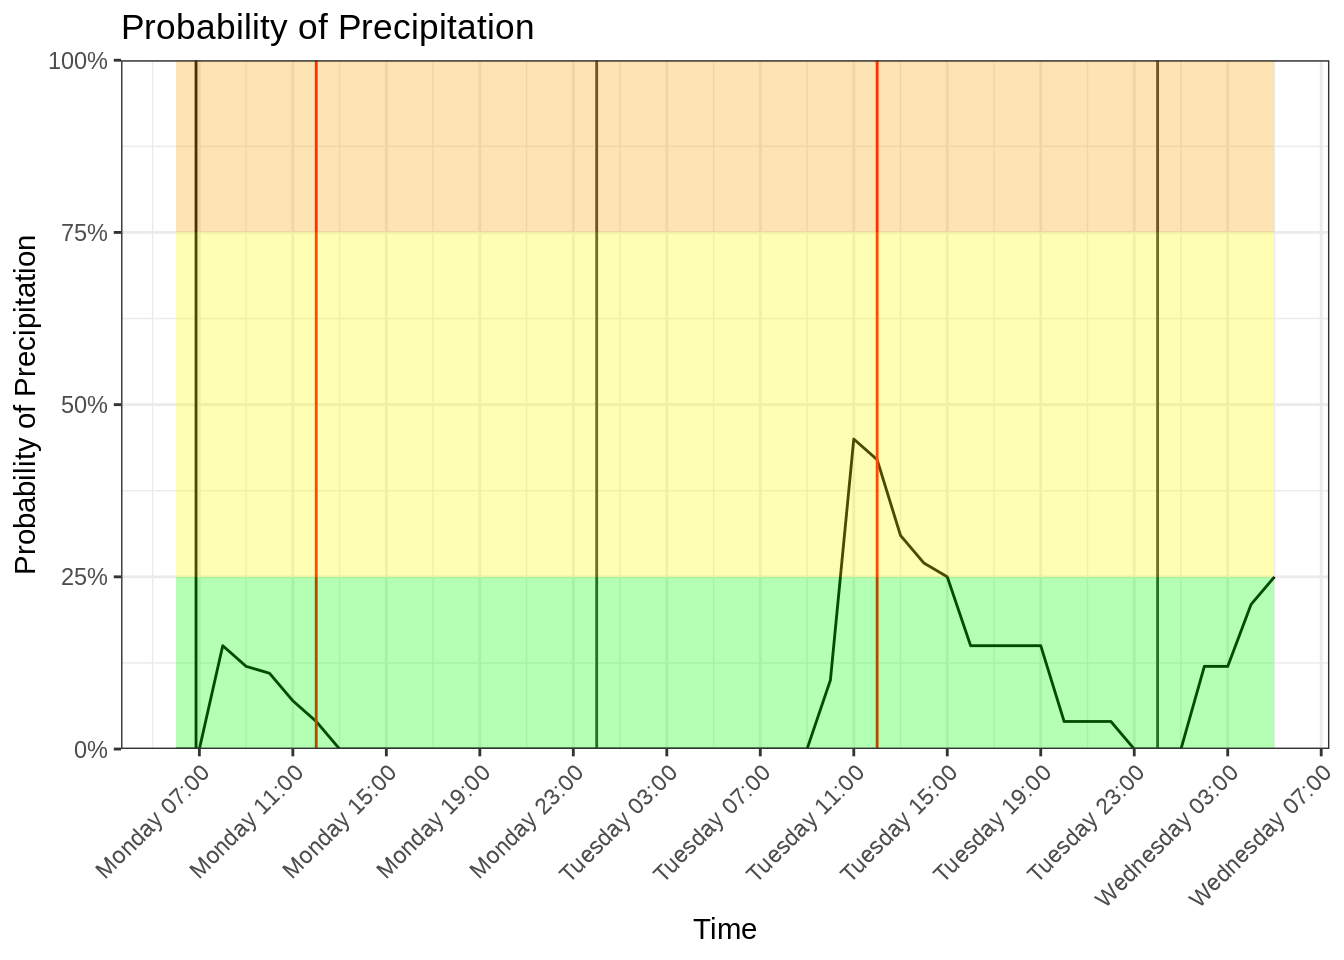 Probability of Precipitation
Probability of Precipitation
100%
75%
50%
25%
0%
Monday 07:00
Monday 11:00
Monday 15:00
Monday 19:00
Monday 23:00
Tuesday 03:00
Tuesday 07:00
Tuesday 11:00
Tuesday 15:00
Tuesday 19:00
Tuesday 23:00
Wednesday 03:00
Wednesday 07:00
Time